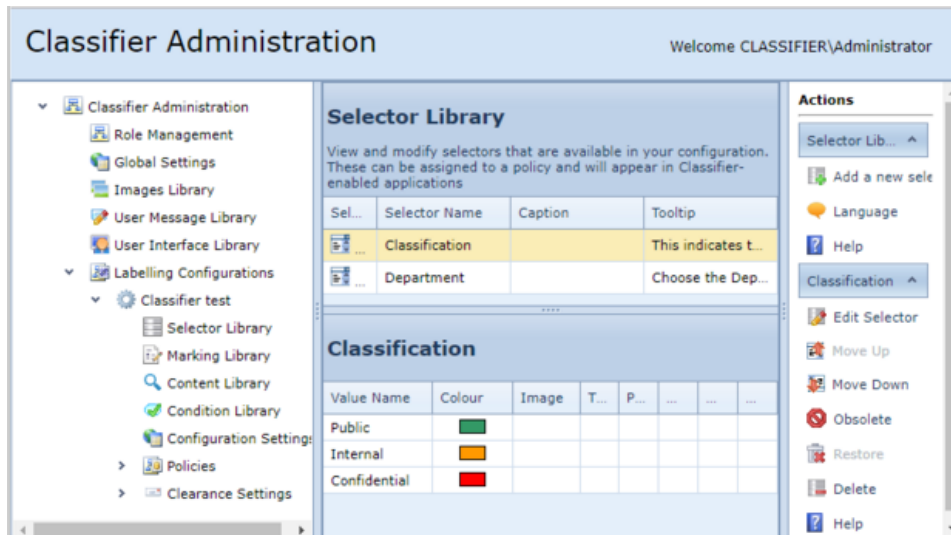 Classifier Administration
Welcome CLASSIFIER\Administrator
Classifier Administration
Role Management
Global Settings
Images Library
User Message Library
User Interface Library
Labelling Configurations
Classifier test
Selector Library
Marking Library
Content Library
Condition Library
Configuration Settings
Policies
Clearance Settings
Selector Library
View and modify selectors that are available in your configuration.
These can be assigned to a policy and will appear in Classifier-
enabled applications
Sel... Selector Name Caption Tooltip
... Classification This indicates t...
... Department Choose the Dep...
Classification
Value Name Colour Image T... P... ... ... ...
Public
Internal
Confidential
Actions
Selector Lib...
Add a new sele
Language
Help
Classification
Edit Selector
Move Up
Move Down
Obsolete
Restore
Delete
Help